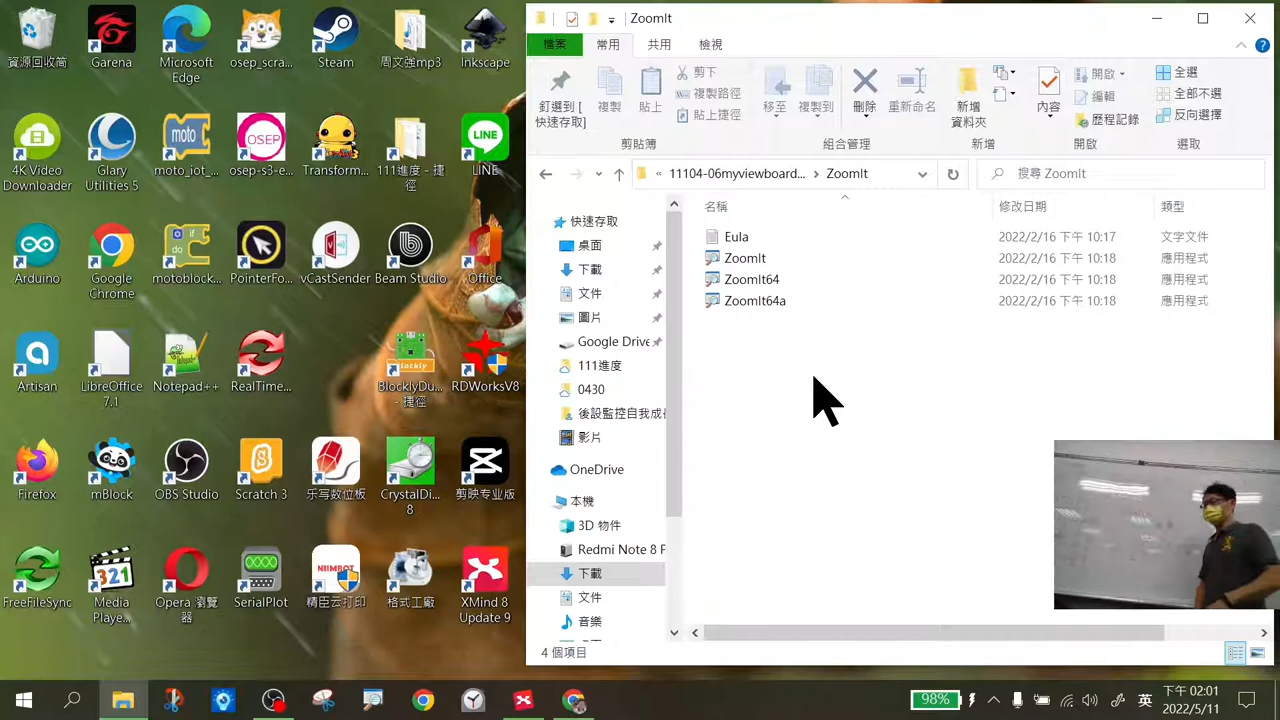 資源回收筒
Garena
Microsoft
Edge
osep_scra...
Steam
周文強mp3
Inkscape
4K Video
Downloader
Glary
Utilities 5
moto_iot_...
osep-s3-e...
Transform...
111進度 - 捷
徑
LINE
Arduino
Google
Chrome
motoblock...
PointerFo...
vCastSender
Beam Studio
Office
Artisan
LibreOffice
7.1
Notepad++
RealTime...
BlocklyDu...
- 捷徑
RDWorksV8
Firefox
mBlock
OBS Studio
Scratch 3
乐写数位板
CrystalDi...
8
剪映专业版
FreeFileSync
Media
Playe...
Opera 瀏覽
器
SerialPlot
精臣云打印
格式工廠
XMind 8
Update 9
ZoomIt
檔案
常用
共用
檢視
釘選到 [
快速存取]
複製
貼上
剪下
複製路徑
貼上捷徑
剪貼簿
移至
複製到
刪除
重新命名
組合管理
新增
資料夾
新增
內容
開啟
編輯
歷程記錄
開啟
全選
全部不選
反向選擇
選取
« 11104-06myviewboard... › ZoomIt
搜尋 ZoomIt
快速存取
桌面
下載
文件
圖片
Google Drive
111進度
0430
後設監控自我成
影片
OneDrive
本機
3D 物件
Redmi Note 8 P
下載
文件
音樂
名稱 修改日期 類型
Eula 2022/2/16 下午 10:17 文字文件
ZoomIt 2022/2/16 下午 10:18 應用程式
ZoomIt64 2022/2/16 下午 10:18 應用程式
ZoomIt64a 2022/2/16 下午 10:18 應用程式
4 個項目
98%
英
下午 02:01
2022/5/11